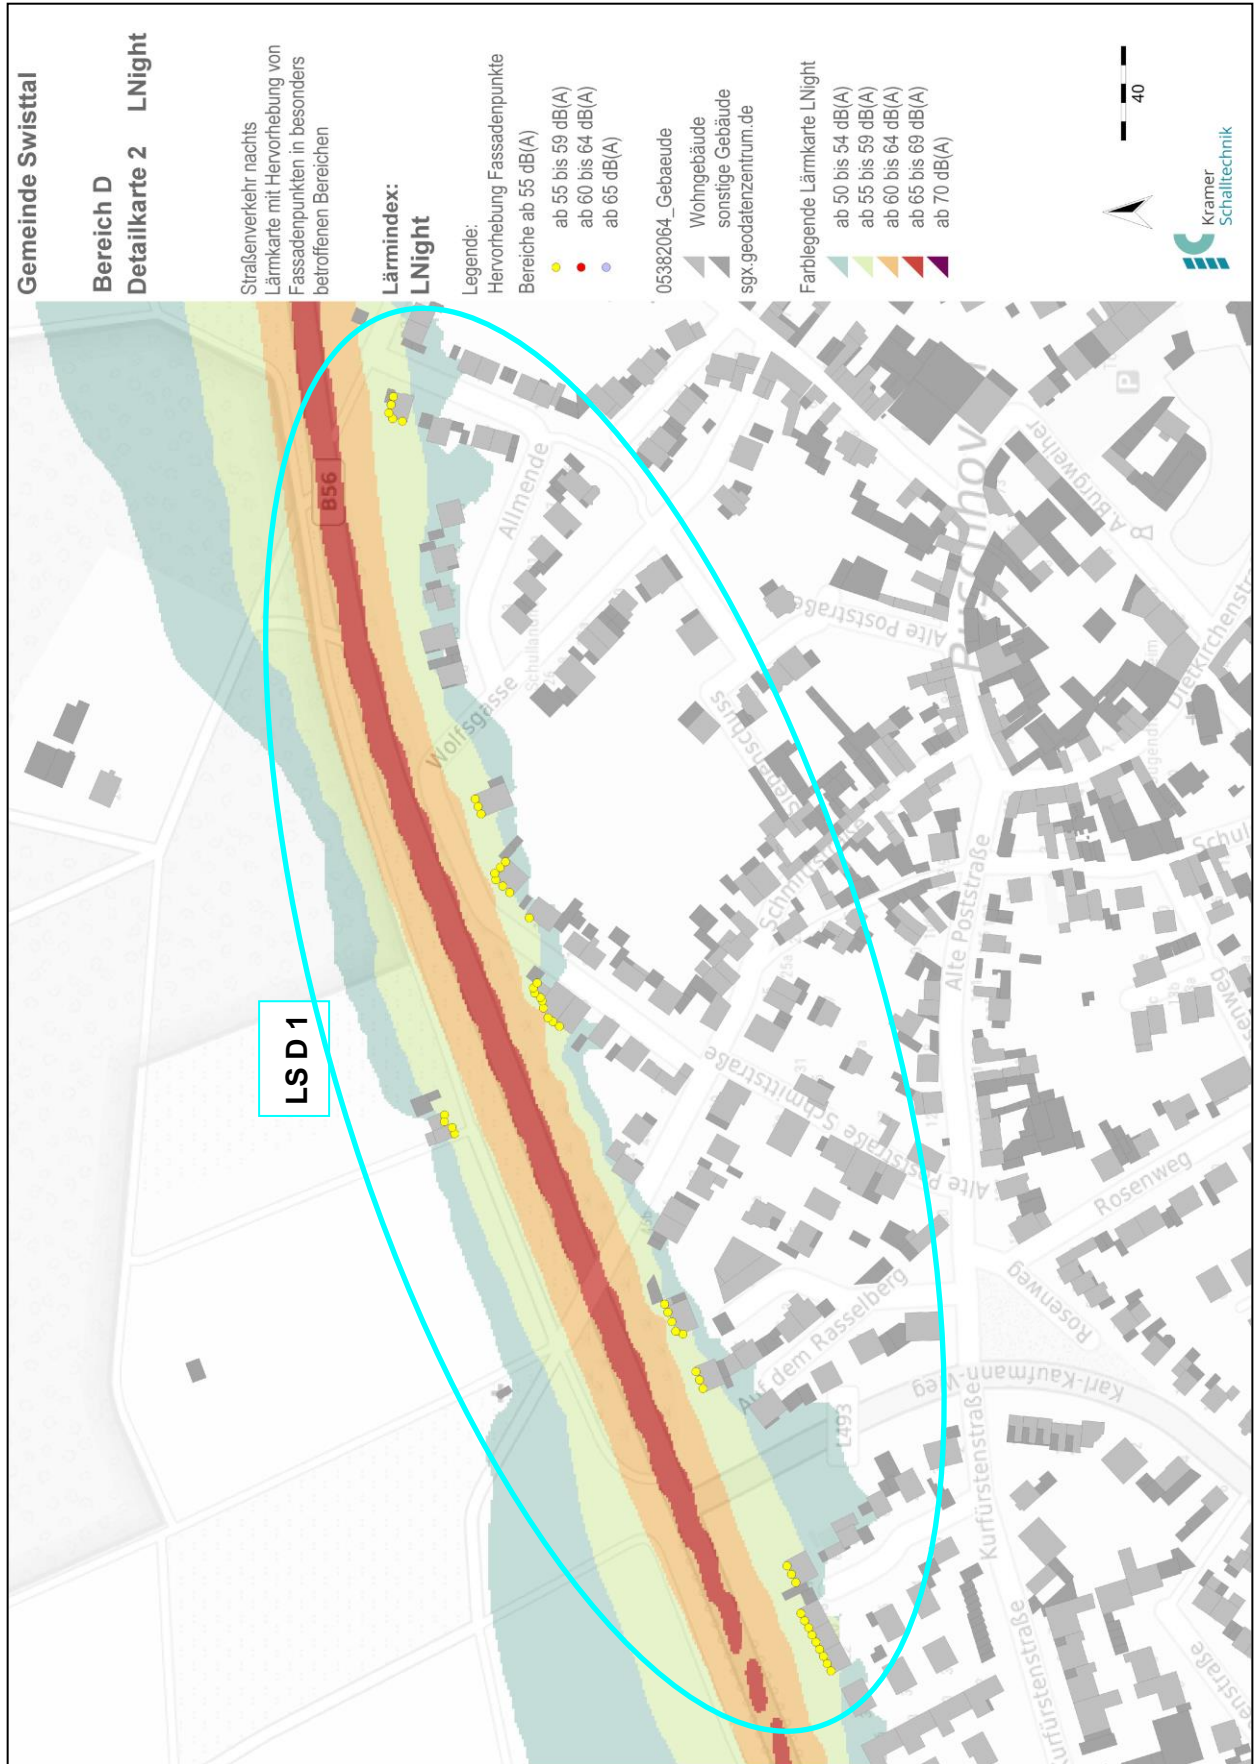 Gemeinde Swisttal
Bereich D
Detailkarte 2 LNight
Straßenverkehr nachts
Lärmkarte mit Hervorhebung von
Fassadenpunkten in besonders
betroffenen Bereichen
Lärmindex:
LNight
Legende:
Hervorhebung Fassadenpunkte
Bereiche ab 55 dB(A)
ab 55 bis 59 dB(A)
ab 60 bis 64 dB(A)
ab 65 dB(A)
05382064_Gebaeude
Wohngebäude
sonstige Gebäude
sgx.geodatenzentrum.de
Farblegende Lärmkarte LNight
ab 50 bis 54 dB(A)
ab 55 bis 59 dB(A)
ab 60 bis 64 dB(A)
ab 65 bis 69 dB(A)
ab 70 dB(A)
40
Kramer
Schalltechnik
LS D 1
B56
Allmende
Wolfsgasse
Siegenschuss
Alte Poststraße
A Burgweiher
P
Schmittstraße
Alte Poststraße
Schmittstraße
Alte Poststraße
Rosenweg
Rosenweg
Auf dem Rasselberg
L493
Karl-Kaufmann-Weg
Kurfürstenstraße